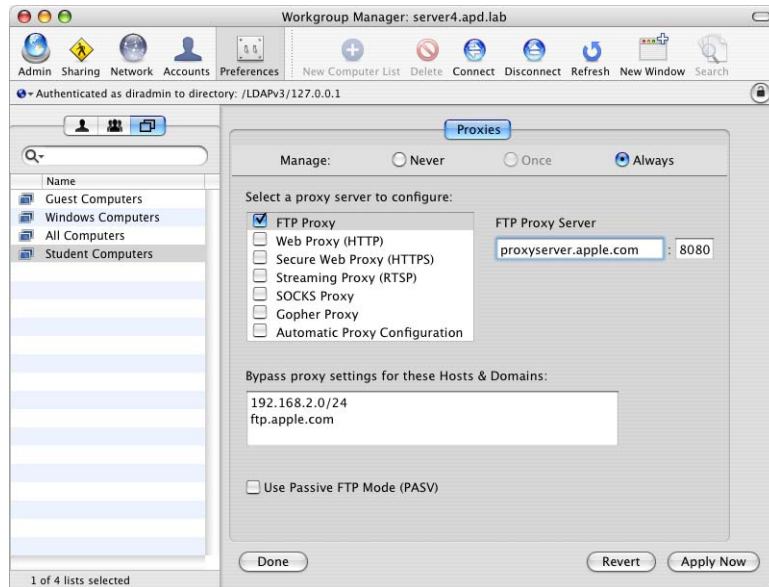 Workgroup Manager: server4.apd.lab
Admin Sharing Network Accounts Preferences New Computer List Delete Connect Disconnect Refresh New Window Search
Authenticated as diradmin to directory: /LDAPv3/127.0.0.1
Name
Guest Computers
Windows Computers
All Computers
Student Computers
1 of 4 lists selected
Proxies
Manage: Never Once Always
Select a proxy server to configure:
FTP Proxy
Web Proxy (HTTP)
Secure Web Proxy (HTTPS)
Streaming Proxy (RTSP)
SOCKS Proxy
Gopher Proxy
Automatic Proxy Configuration
FTP Proxy Server
proxyserver.apple.com : 8080
Bypass proxy settings for these Hosts & Domains:
192.168.2.0/24
ftp.apple.com
Use Passive FTP Mode (PASV)
Done Revert Apply Now